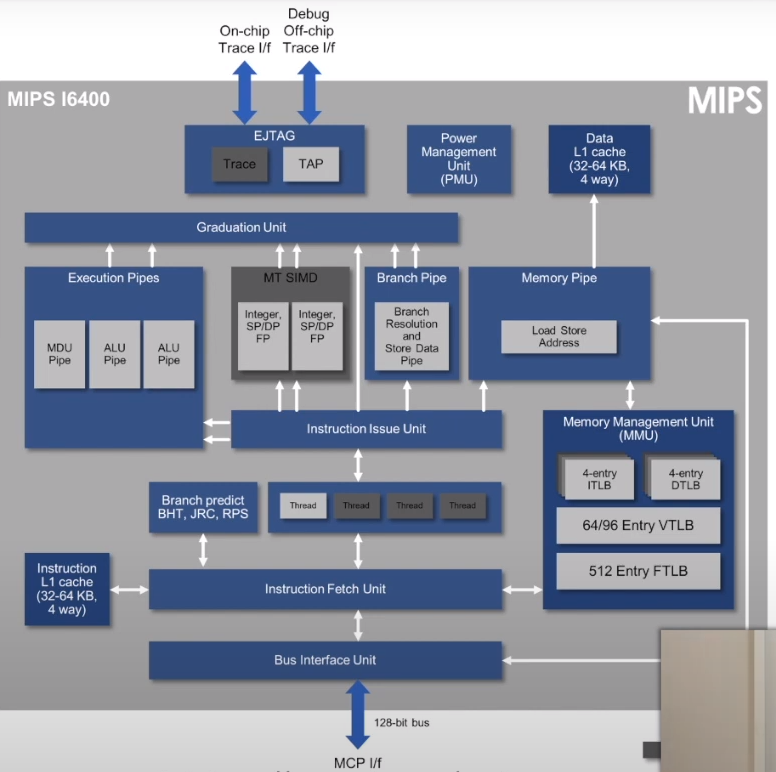 On-chip
Trace I/f
Debug
Off-chip
Trace I/f
MIPS I6400
MIPS
EJTAG
Trace
TAP
Power
Management
Unit
(PMU)
Data
L1 cache
(32-64 KB,
4 way)
Graduation Unit
Execution Pipes
MDU
Pipe
ALU
Pipe
ALU
Pipe
MT SIMD
Integer,
SP/DP
FP
Integer,
SP/DP
FP
Branch Pipe
Branch
Resolution
and
Store Data
Pipe
Memory Pipe
Load Store
Address
Instruction Issue Unit
Memory Management Unit
(MMU)
4-entry
ITLB
4-entry
DTLB
64/96 Entry VTLB
512 Entry FTLB
Branch predict
BHT, JRC, RPS
Thread
Thread
Thread
Thread
Instruction
L1 cache
(32-64 KB,
4 way)
Instruction Fetch Unit
Bus Interface Unit
128-bit bus
MCP I/f